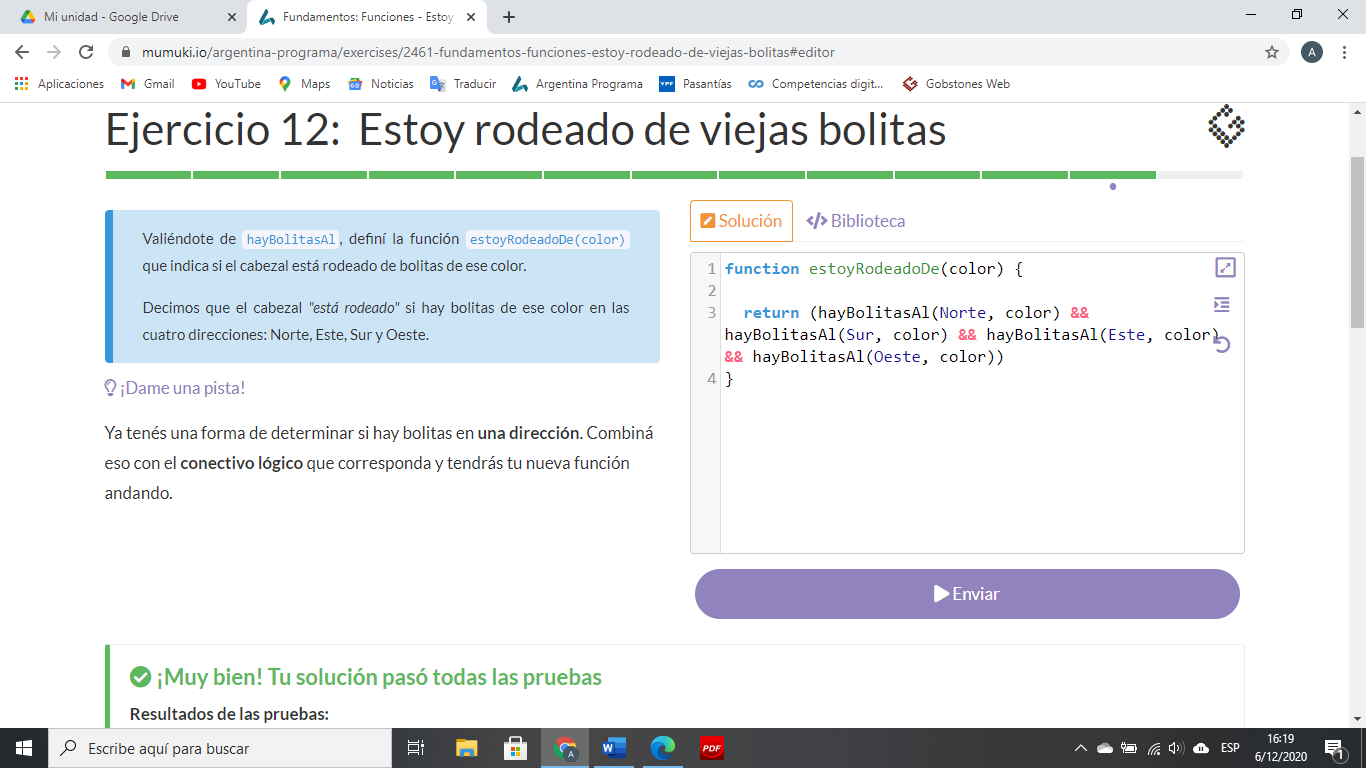 Mi unidad - Google Drive
Fundamentos: Funciones - Estoy
mumuki.io/argentina-programa/exercises/2461-fundamentos-funciones-estoy-rodeado-de-viejas-bolitas#editor
A
Aplicaciones
Gmail
YouTube
Maps
Noticias
Traducir
Argentina Programa
YPF
Pasantías
Competencias digit...
Gobstones Web
Ejercicio 12: Estoy rodeado de viejas bolitas
Valiéndote de hayBolitasAl, definí la función estoyRodeadoDe(color)
que indica si el cabezal está rodeado de bolitas de ese color.
Decimos que el cabezal "está rodeado" si hay bolitas de ese color en las
cuatro direcciones: Norte, Este, Sur y Oeste.
¡Dame una pista!
Ya tenés una forma de determinar si hay bolitas en una dirección. Combiná
eso con el conectivo lógico que corresponda y tendrás tu nueva función
andando.
Solución
</> Biblioteca
1 function estoyRodeadoDe(color) {
2
3 return (hayBolitasAl(Norte, color) &&
hayBolitasAl(Sur, color) && hayBolitasAl(Este, color)
&& hayBolitasAl(Oeste, color))
4 }
Enviar
¡Muy bien! Tu solución pasó todas las pruebas
Resultados de las pruebas:
Escribe aquí para buscar
A
W
PDF
ESP
16:19
6/12/2020
1